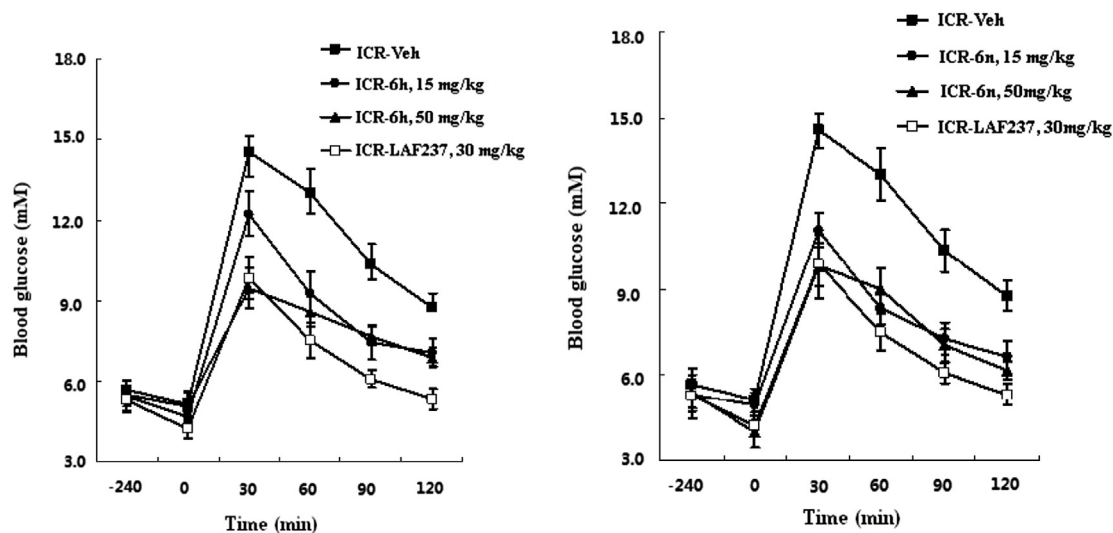 ICR-Veh
ICR-6h, 15 mg/kg
ICR-6h, 50 mg/kg
ICR-LAF237, 30 mg/kg
18.0
15.0
12.0
9.0
6.0
3.0
Blood glucose (mM)
-240 0 30 60 90 120
Time (min)
ICR-Veh
ICR-6n, 15 mg/kg
ICR-6n, 50mg/kg
ICR-LAF237, 30mg/kg
18.0
15.0
12.0
9.0
6.0
3.0
Blood glucose (mM)
-240 0 30 60 90 120
Time (min)